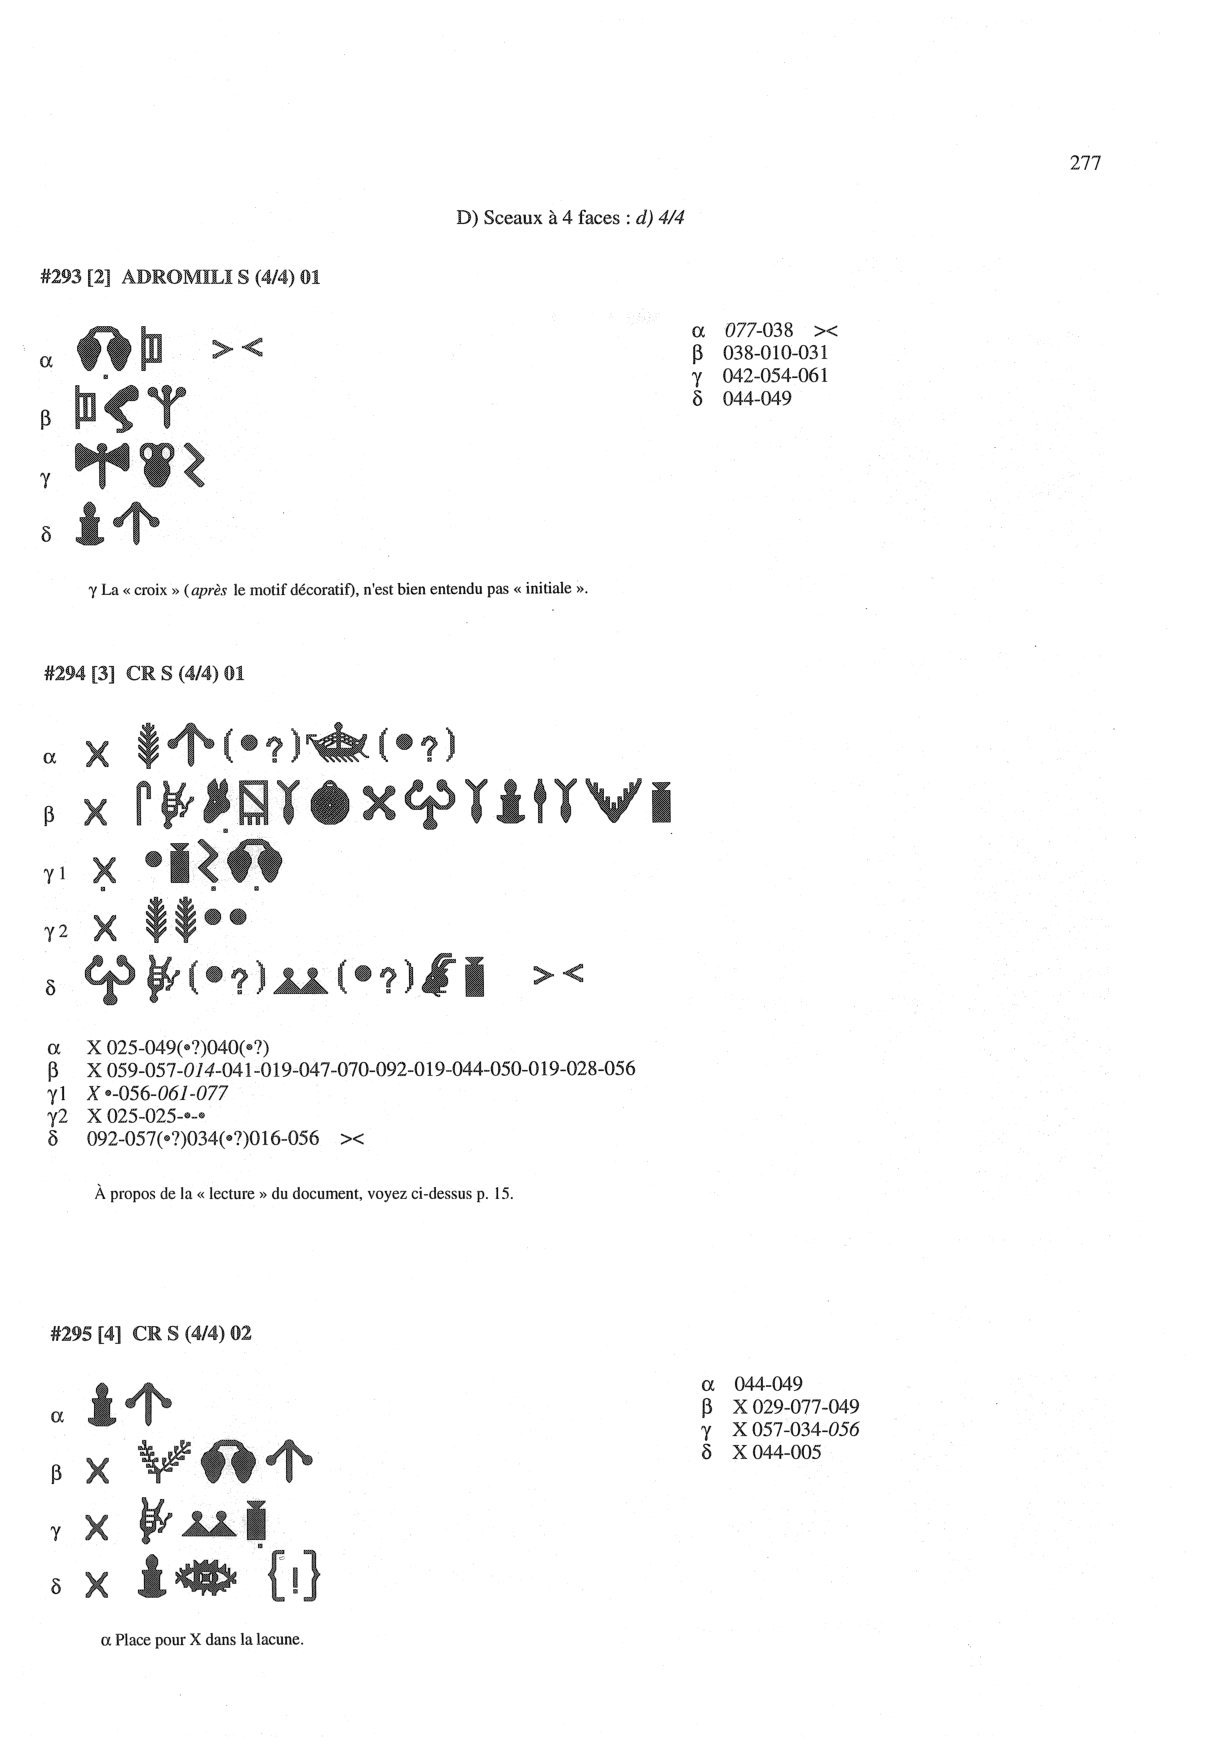 277
D) Sceaux à 4 faces : d) 4/4
#293 [2] ADROMILI S (4/4) 01
α > <
β
γ
δ
α 077-038 ><
β 038-010-031
γ 042-054-061
δ 044-049
γ La « croix » (après le motif décoratif), n'est bien entendu pas « initiale ».
#294 [3] CR S (4/4) 01
α X (•?) (•?)
β X
γ1 X •
γ2 X ••
δ (•?) (•?) > <
α X 025-049(•?)040(•?)
β X 059-057-014-041-019-047-070-092-019-044-050-019-028-056
γ1 X •-056-061-077
γ2 X 025-025-•-•
δ 092-057(•?)034(•?)016-056 ><
À propos de la « lecture » du document, voyez ci-dessus p. 15.
#295 [4] CR S (4/4) 02
α
β X
γ X
δ X {!}
α 044-049
β X 029-077-049
γ X 057-034-056
δ X 044-005
α Place pour X dans la lacune.